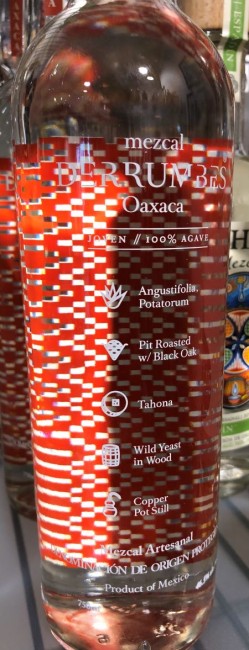 mezcal
DERRUMBES
Oaxaca
JOVEN // 100% AGAVE
Angustifolia,
Potatorum
Pit Roasted
w/ Black Oak
Tahona
Wild Yeast
in Wood
Copper
Pot Still
Mezcal Artesanal
DENOMINACIÓN DE ORIGEN
Product of Mexico